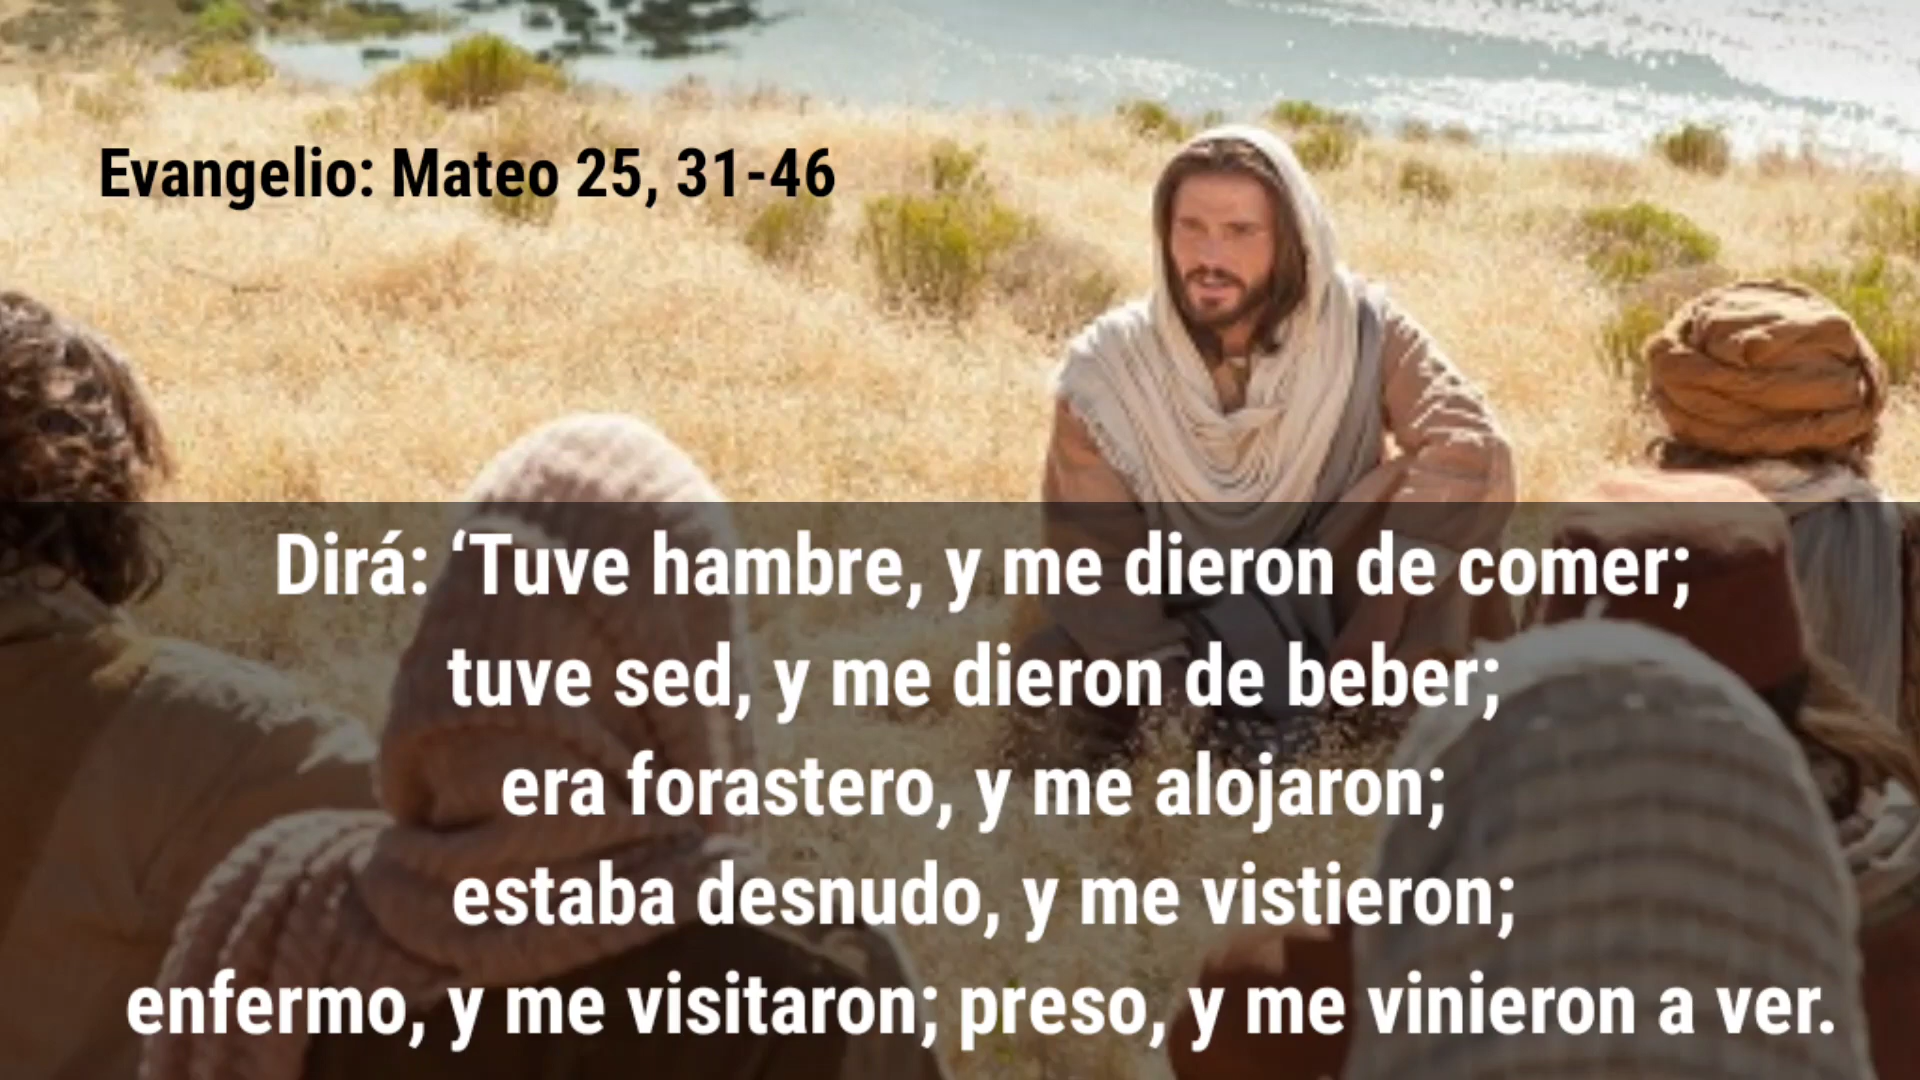 Evangelio: Mateo 25, 31-46
Dirá: ‘Tuve hambre, y me dieron de comer;
tuve sed, y me dieron de beber;
era forastero, y me alojaron;
estaba desnudo, y me vistieron;
enfermo, y me visitaron; preso, y me vinieron a ver.